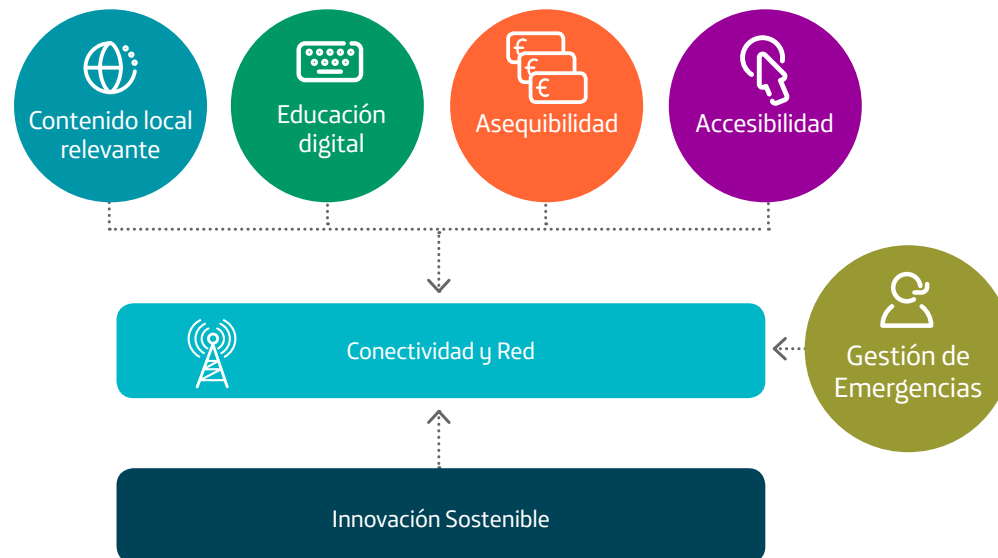 Contenido local
relevante
Educación
digital
Asequibilidad
Accesibilidad
€
€
€
Conectividad y Red
Gestión de
Emergencias
Innovación Sostenible